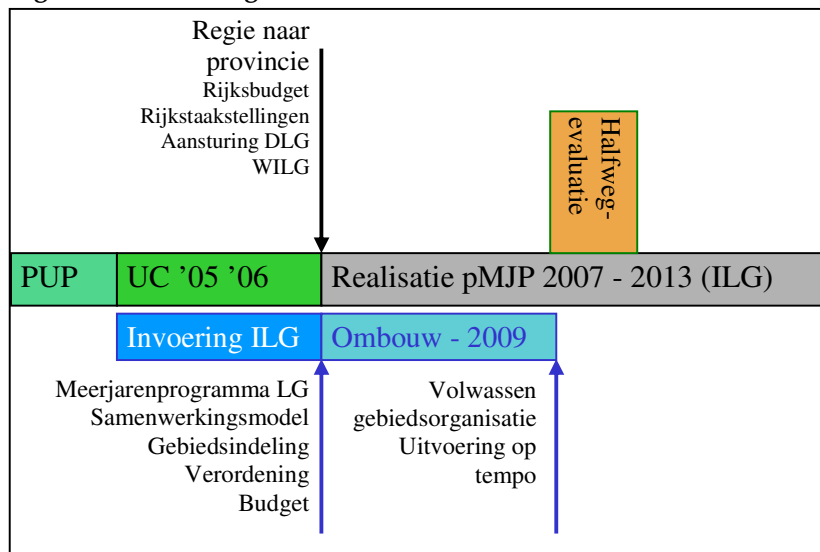 Regie naar
provincie
Rijksbudget
Rijkstaakstellingen
Aansturing DLG
WILG
Halfweg-
evaluatie
PUP
UC ’05 ’06
Realisatie pMJP 2007 - 2013 (ILG)
Invoering ILG
Ombouw - 2009
Meerjarenprogramma LG
Samenwerkingsmodel
Gebiedsindeling
Verordening
Budget
Volwassen
gebiedsorganisatie
Uitvoering op
tempo